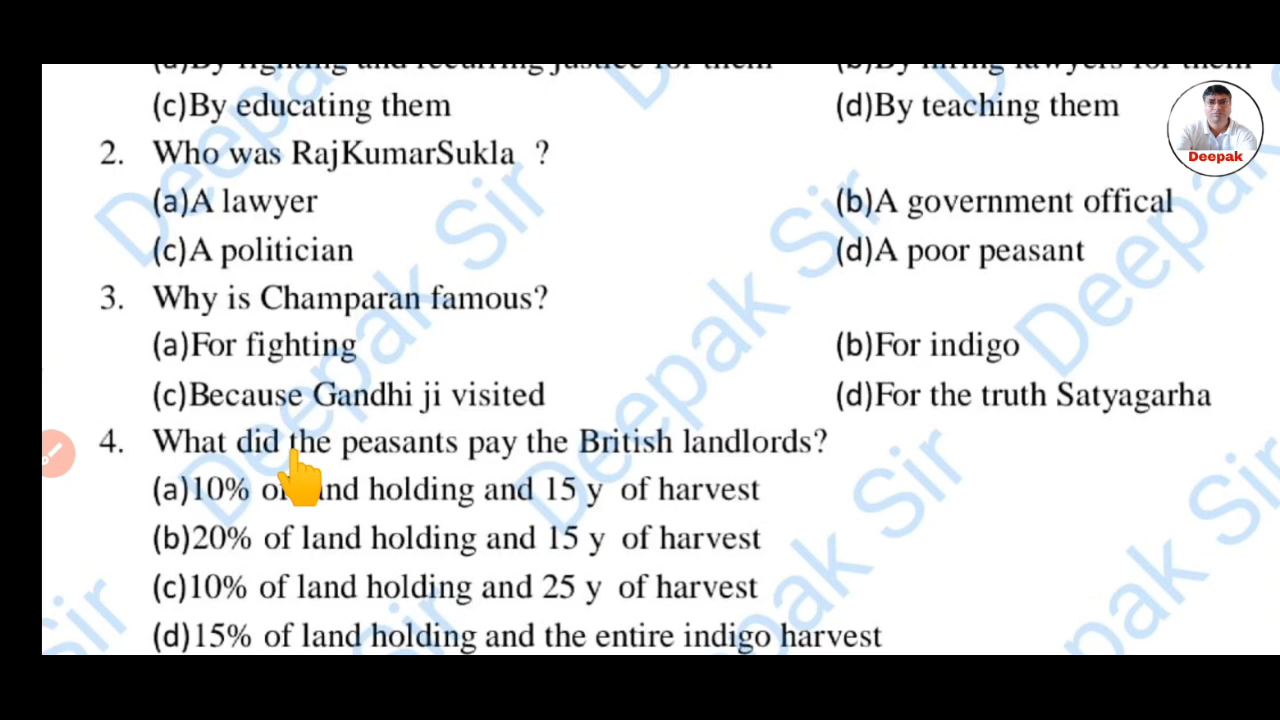 (c)By educating them (d)By teaching them
Deepak
2. Who was RajKumarSukla ?
(a)A lawyer (b)A government offical
(c)A politician (d)A poor peasant
3. Why is Champaran famous?
(a)For fighting (b)For indigo
(c)Because Gandhi ji visited (d)For the truth Satyagarha
4. What did the peasants pay the British landlords?
(a)10% of land holding and 15 y of harvest
(b)20% of land holding and 15 y of harvest
(c)10% of land holding and 25 y of harvest
(d)15% of land holding and the entire indigo harvest
Deepak Sir